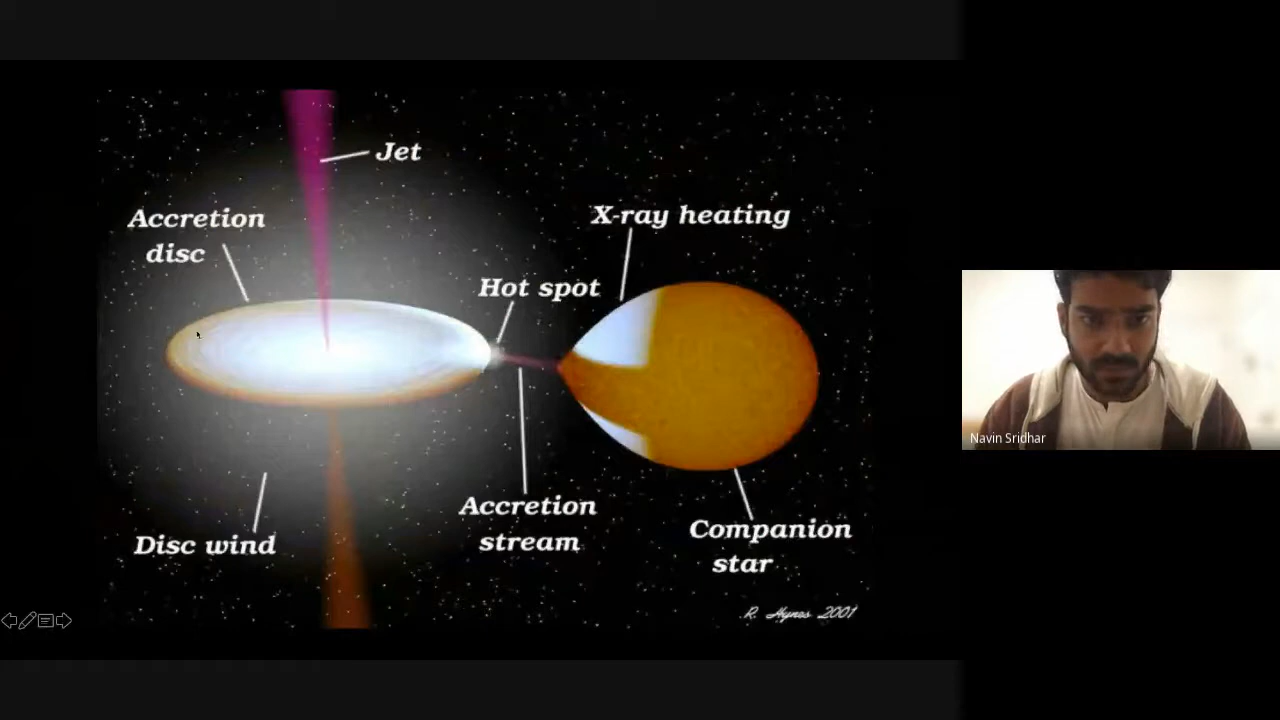 Jet
Accretion
disc
X-ray heating
Hot spot
Accretion
stream
Companion
star
Disc wind
R. Hynes 2001
Navin Sridhar